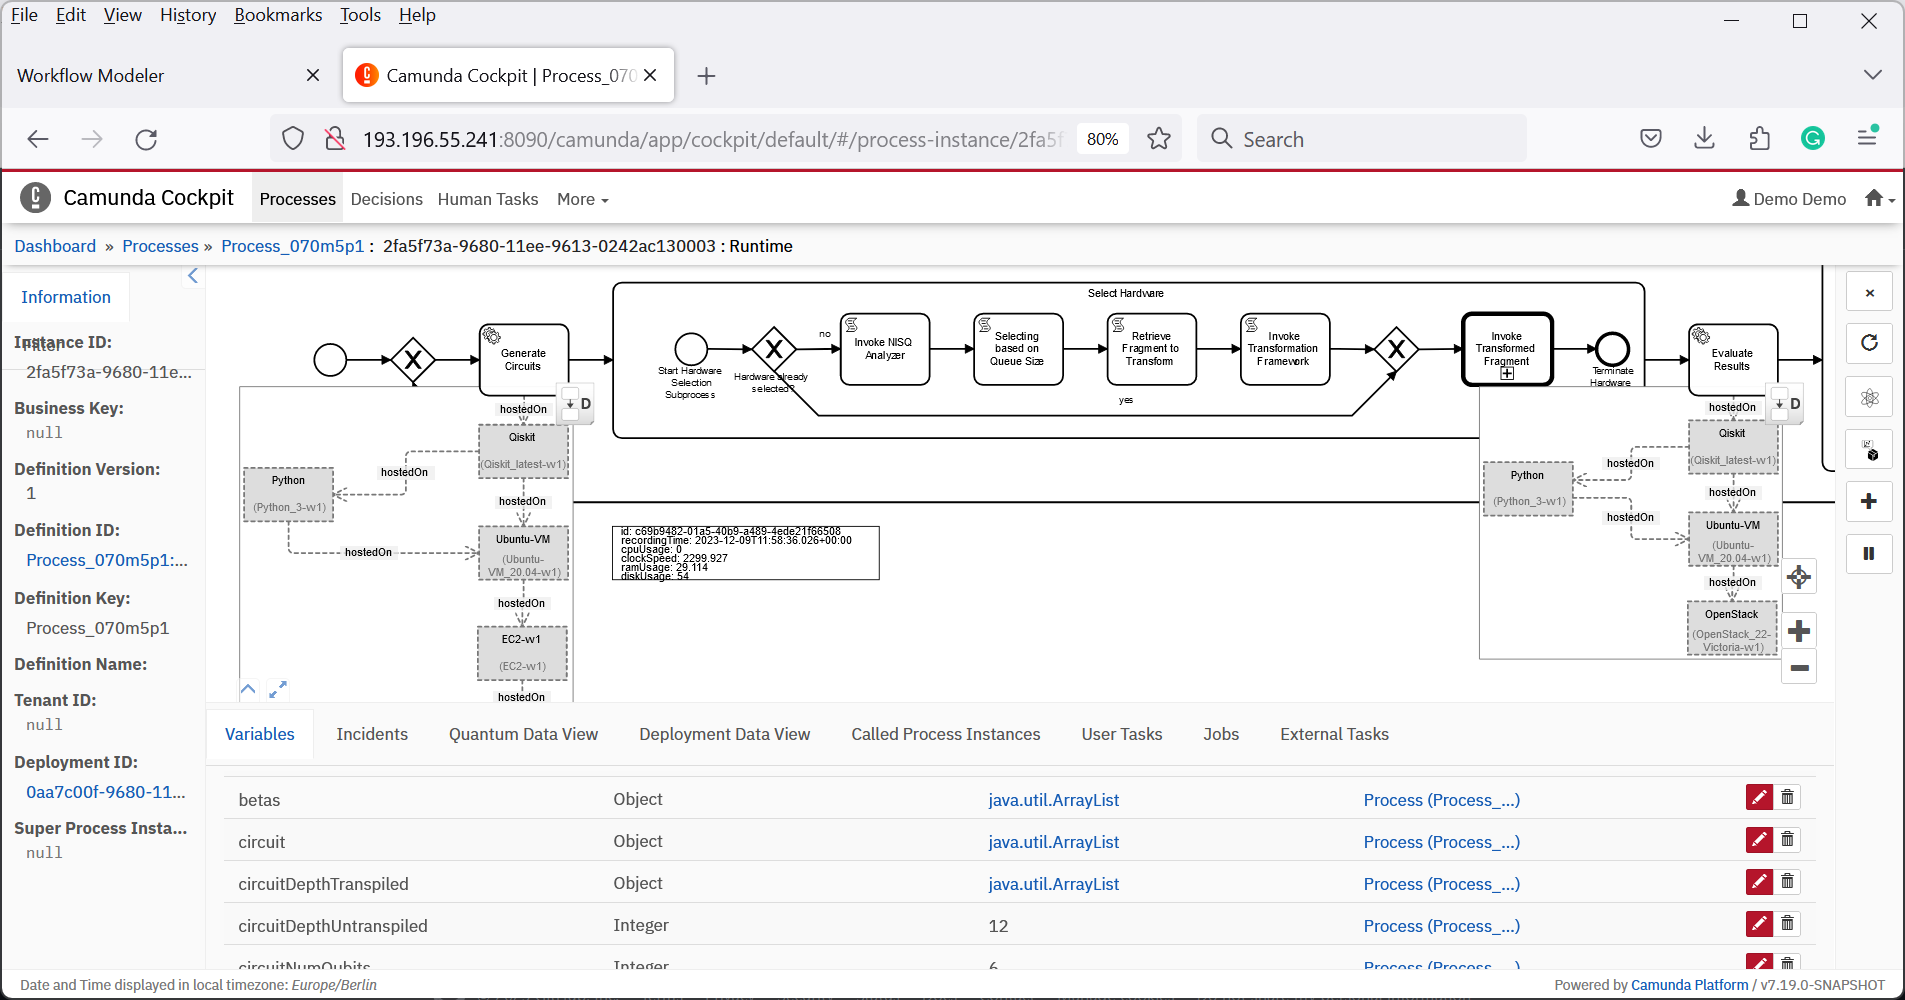 File Edit View History Bookmarks Tools Help
Workflow Modeler
Camunda Cockpit | Process_070
193.196.55.241:8090/camunda/app/cockpit/default/#/process-instance/2fa5f
80%
Search
Camunda Cockpit
Processes Decisions Human Tasks More
Demo Demo
Dashboard » Processes » Process_070m5p1 : 2fa5f73a-9680-11ee-9613-0242ac130003 : Runtime
Information
Filter
Instance ID:
2fa5f73a-9680-11e...
Business Key:
null
Definition Version:
1
Definition ID:
Process_070m5p1:...
Definition Key:
Process_070m5p1
Definition Name:
Tenant ID:
null
Deployment ID:
0aa7c00f-9680-11...
Super Process Insta...
null
Generate
Circuits
Select Hardware
Start Hardware
Selection
Subprocess
Hardware already
selected?
no
yes
Invoke NISQ
Analyzer
Selecting
based on
Queue Size
Retrieve
Fragment to
Transform
Invoke
Transformation
Framework
Invoke
Transformed
Fragment
Terminate
Hardware
Evaluate
Results
D
hostedOn
Qiskit
(Qiskit_latest-w1)
hostedOn
Python
(Python_3-w1)
hostedOn
hostedOn
Ubuntu-VM
(Ubuntu-
VM_20.04-w1)
hostedOn
EC2-w1
(EC2-w1)
hostedOn
id: c69b9482-01a5-40b9-a489-4ede21f66508
recordingTime: 2023-12-09T11:58:36.026+00:00
cpuUsage: 0
clockSpeed: 2299.927
ramUsage: 29.114
diskUsage: 54
D
hostedOn
Qiskit
(Qiskit_latest-w1)
hostedOn
Python
(Python_3-w1)
hostedOn
hostedOn
Ubuntu-VM
(Ubuntu-
VM_20.04-w1)
hostedOn
OpenStack
(OpenStack_22-
Victoria-w1)
Variables Incidents Quantum Data View Deployment Data View Called Process Instances User Tasks Jobs External Tasks
betas Object java.util.ArrayList Process (Process_...)
circuit Object java.util.ArrayList Process (Process_...)
circuitDepthTranspiled Object java.util.ArrayList Process (Process_...)
circuitDepthUntranspiled Integer 12 Process (Process_...)
circuitNumQubits Integer 6 Process (Process_...)
Date and Time displayed in local timezone: Europe/Berlin
Powered by Camunda Platform / v7.19.0-SNAPSHOT